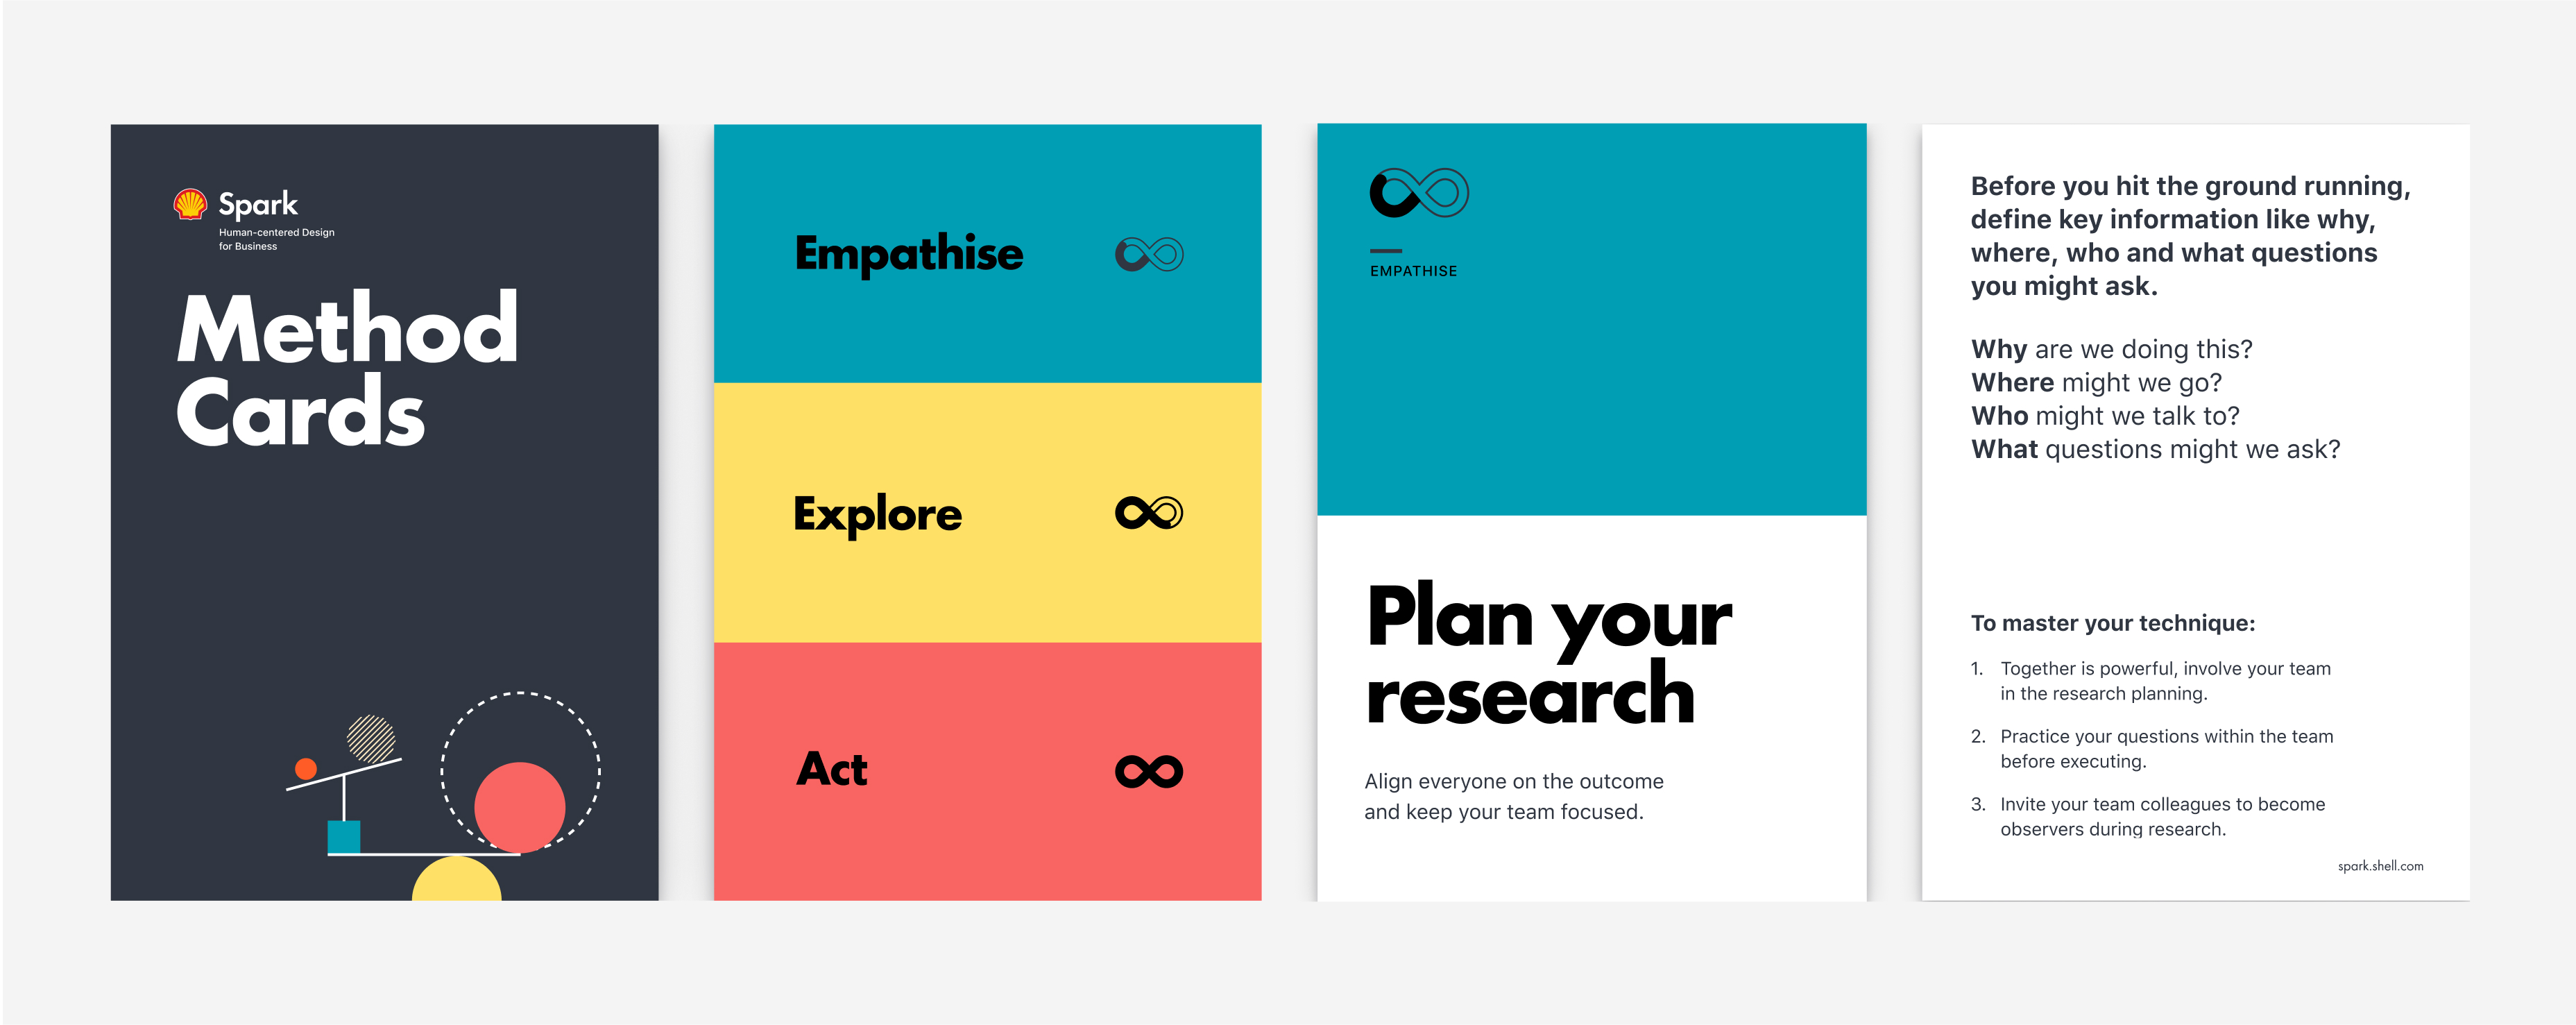 Spark
Human-centered Design
for Business
Method
Cards
Empathise
Explore
Act
EMPATHISE
Plan your
research
Align everyone on the outcome
and keep your team focused.
Before you hit the ground running,
define key information like why,
where, who and what questions
you might ask.
Why are we doing this?
Where might we go?
Who might we talk to?
What questions might we ask?
To master your technique:
1. Together is powerful, involve your team
in the research planning.
2. Practice your questions within the team
before executing.
3. Invite your team colleagues to become
observers during research.
spark.shell.com